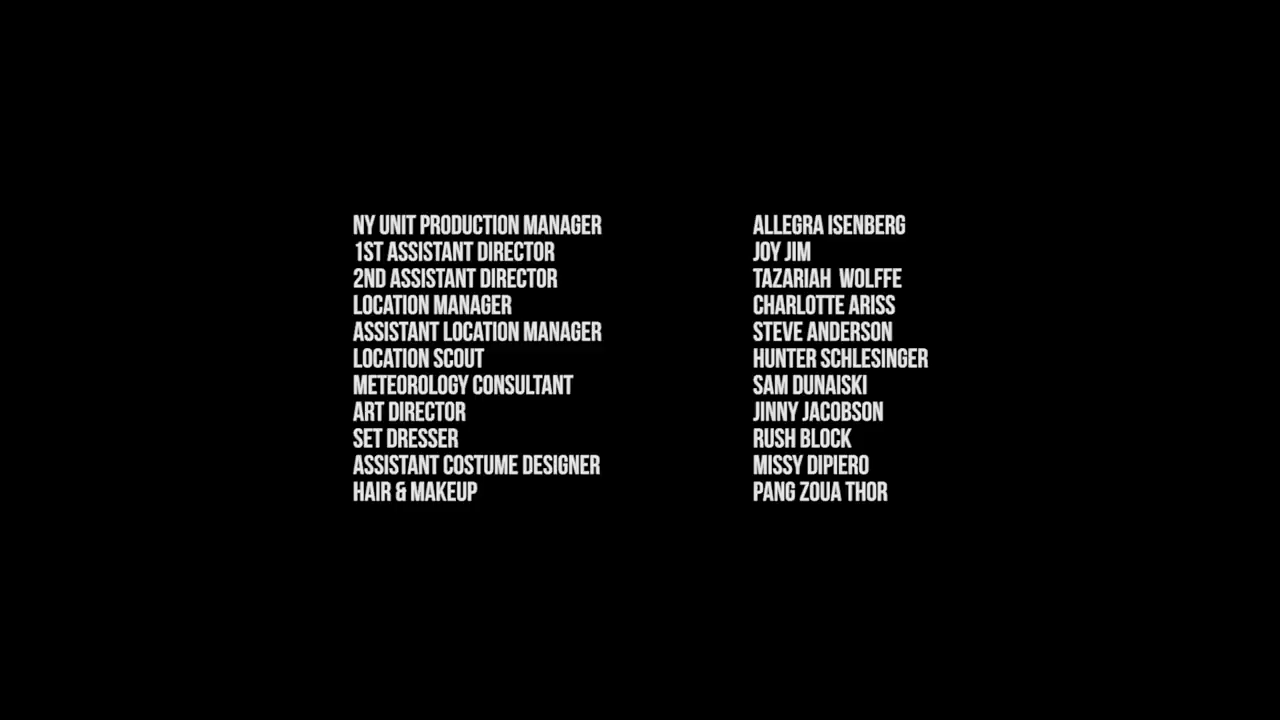 NY UNIT PRODUCTION MANAGER ALLEGRA ISENBERG
1ST ASSISTANT DIRECTOR JOY JIM
2ND ASSISTANT DIRECTOR TAZARIAH WOLFFE
LOCATION MANAGER CHARLOTTE ARISS
ASSISTANT LOCATION MANAGER STEVE ANDERSON
LOCATION SCOUT HUNTER SCHLESINGER
METEOROLOGY CONSULTANT SAM DUNAISKI
ART DIRECTOR JINNY JACOBSON
SET DRESSER RUSH BLOCK
ASSISTANT COSTUME DESIGNER MISSY DIPIERO
HAIR & MAKEUP PANG ZOUA THOR